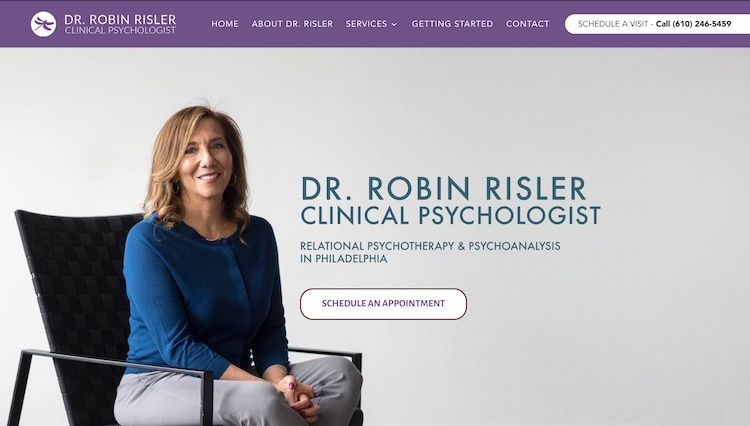 DR. ROBIN RISLER
CLINICAL PSYCHOLOGIST
HOME
ABOUT DR. RISLER
SERVICES
GETTING STARTED
CONTACT
SCHEDULE A VISIT - Call (610) 246-5459
DR. ROBIN RISLER
CLINICAL PSYCHOLOGIST
RELATIONAL PSYCHOTHERAPY & PSYCHOANALYSIS
IN PHILADELPHIA
SCHEDULE AN APPOINTMENT